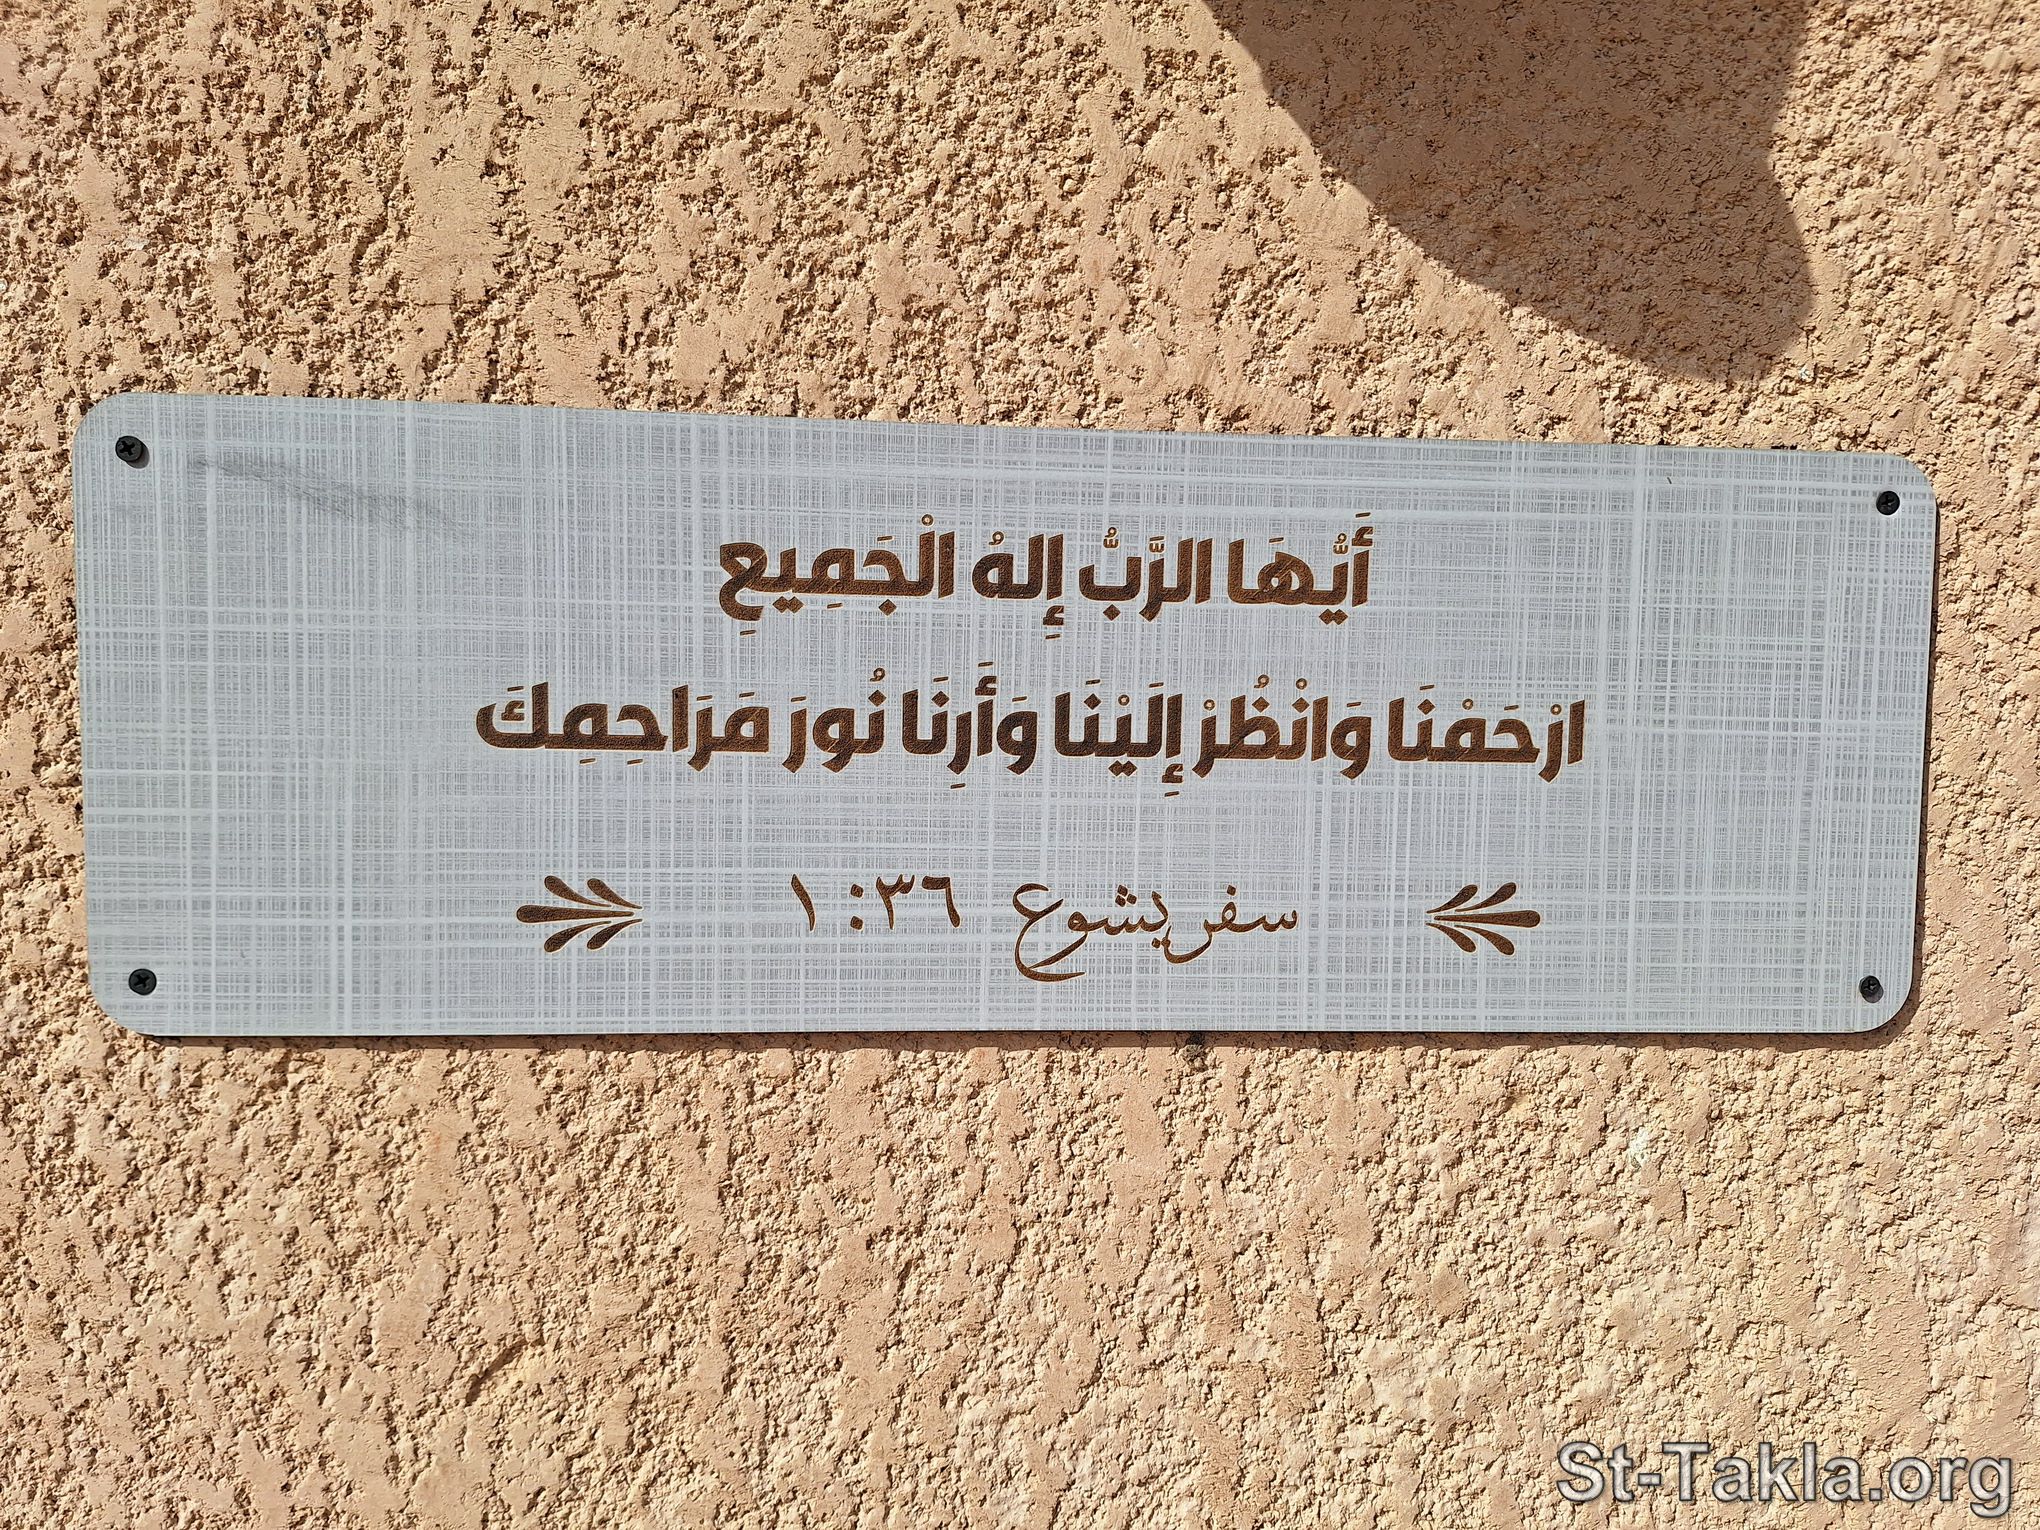 أَيُّهَا الرَّبُّ إِلهُ الْجَمِيعِ
ارْحَمْنَا وَانْظُرْ إِلَيْنَا وَأَرِنَا نُورَ مَرَاحِمِكَ
سفر يشوع ٣٦ : ١
St-Takla.org